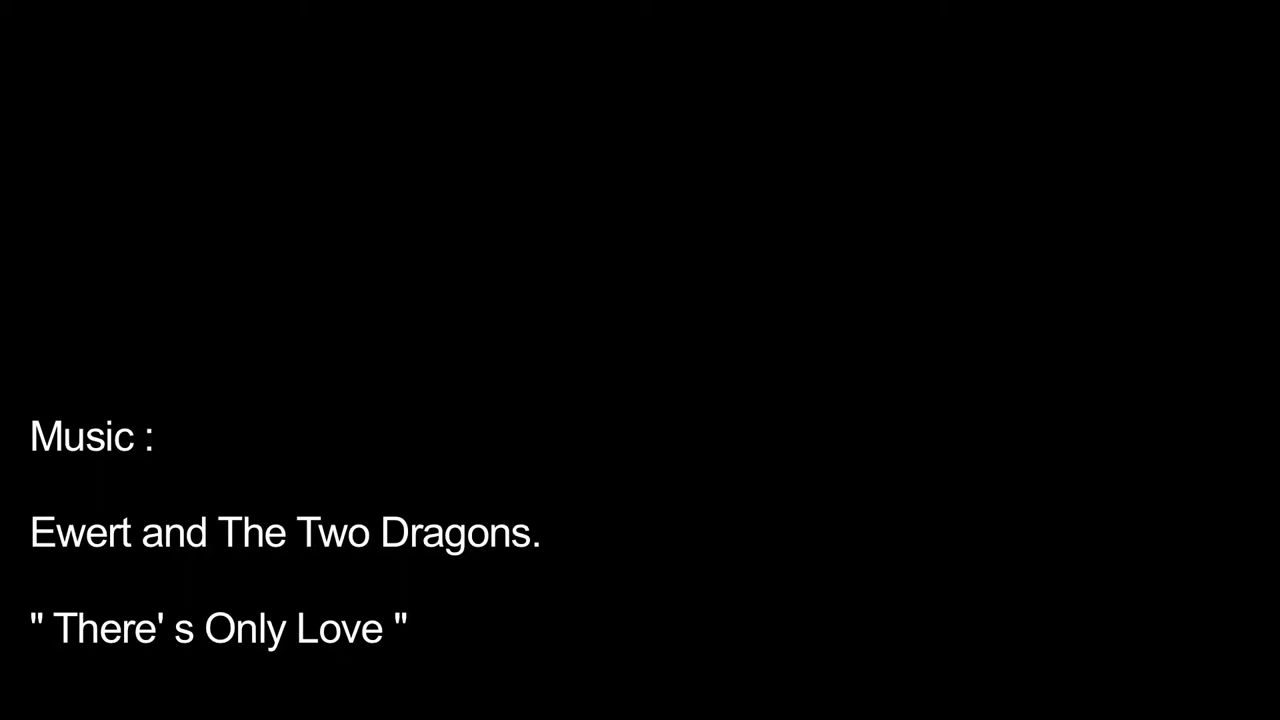 Music :
Ewert and The Two Dragons.
" There' s Only Love "